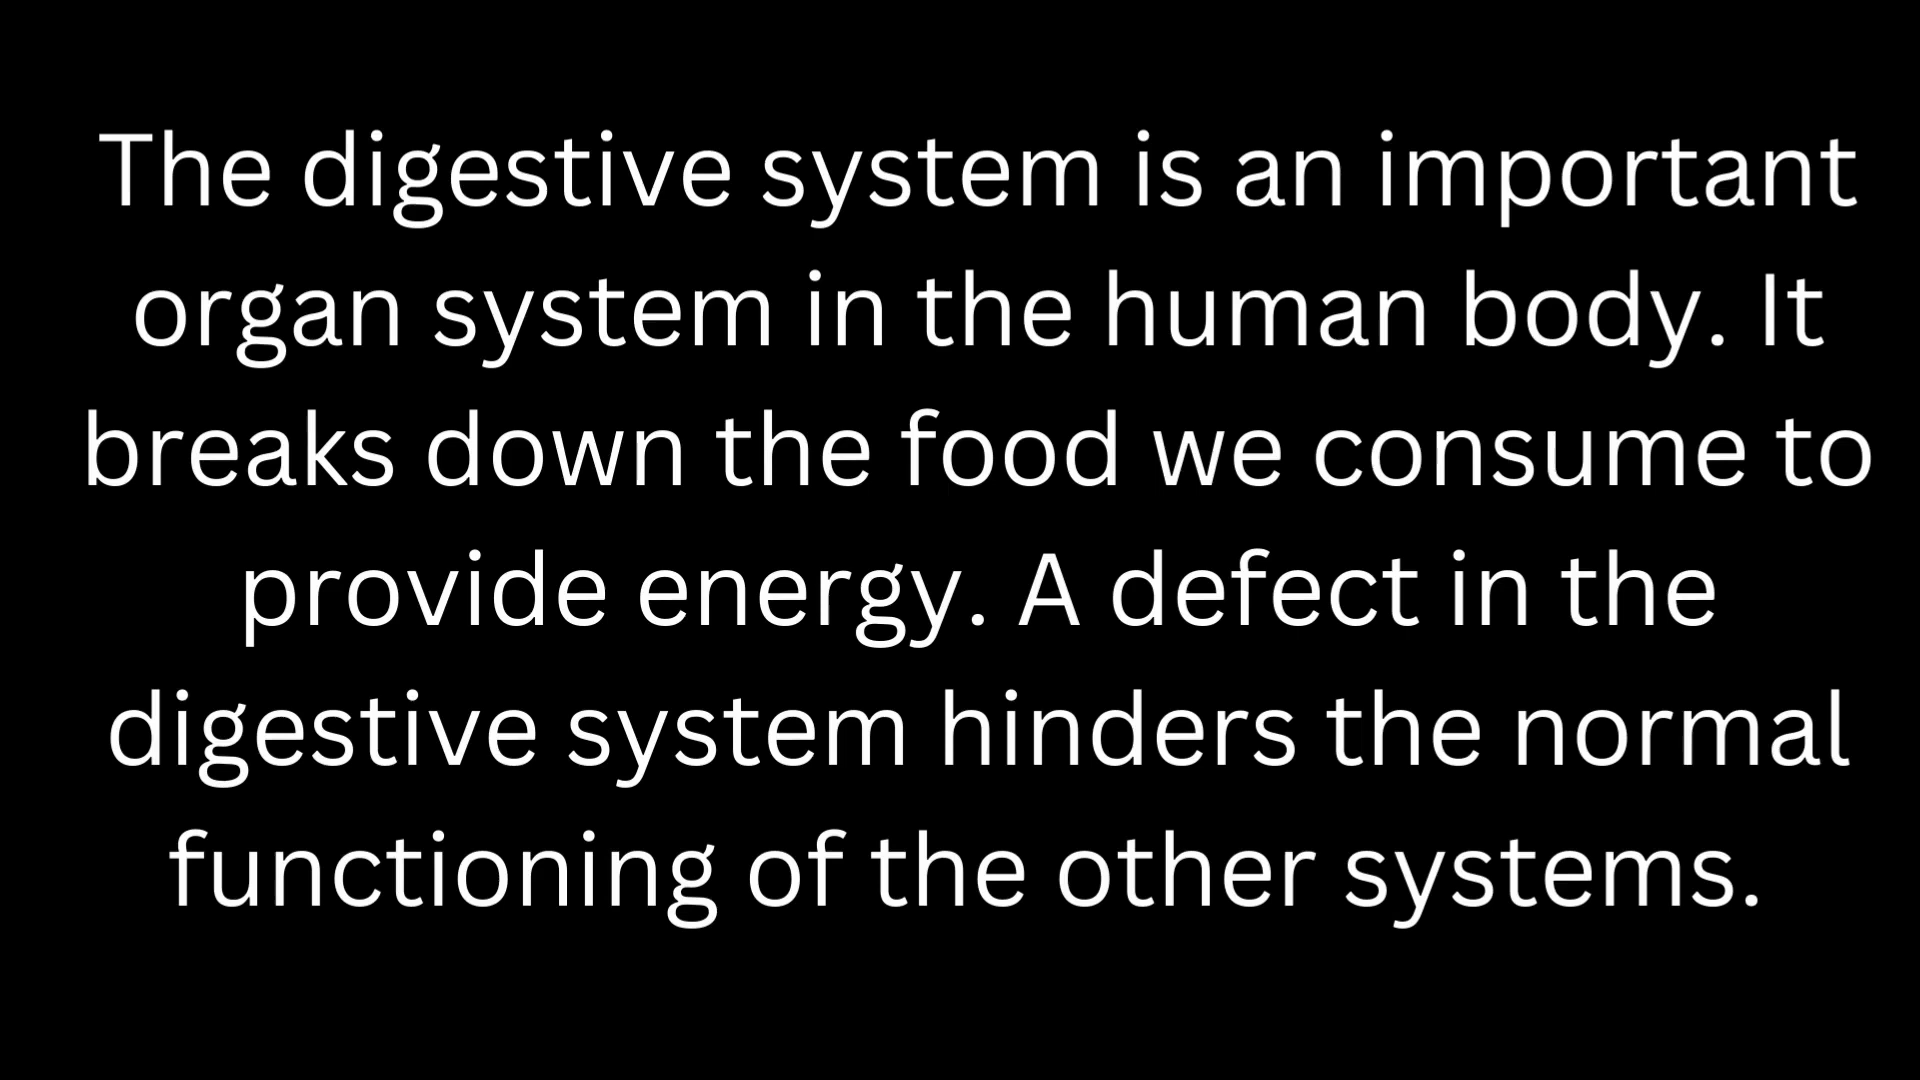 The digestive system is an important
organ system in the human body. It
breaks down the food we consume to
provide energy. A defect in the
digestive system hinders the normal
functioning of the other systems.